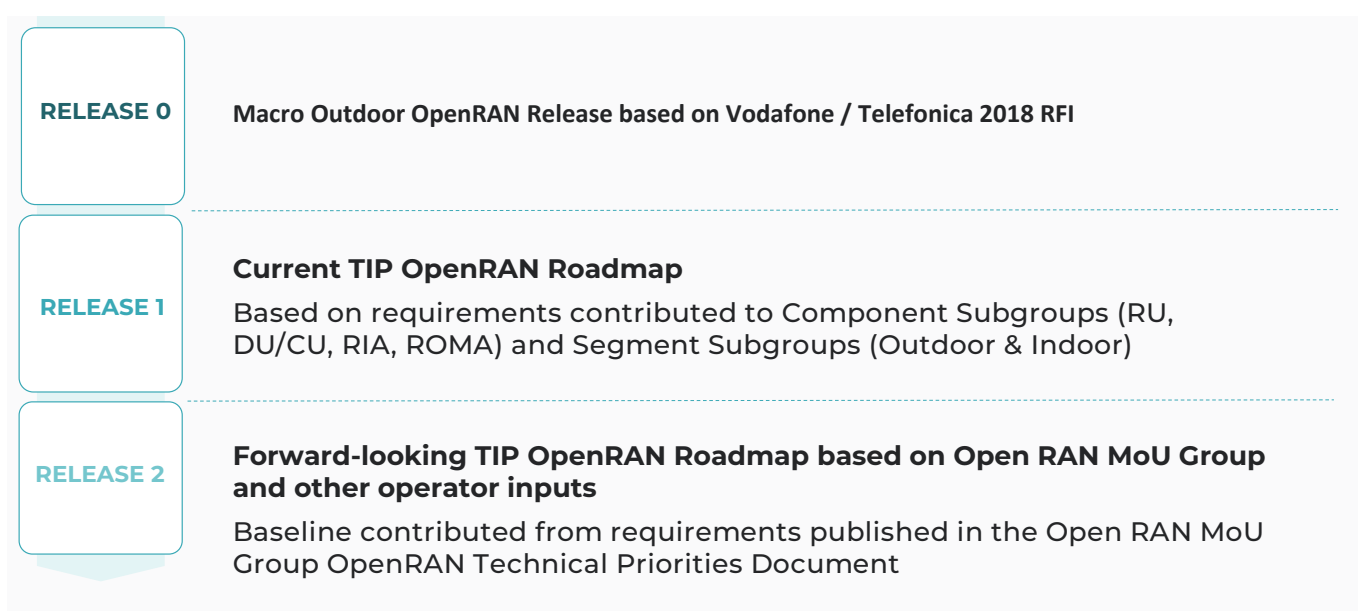 RELEASE 0
Macro Outdoor OpenRAN Release based on Vodafone / Telefonica 2018 RFI
RELEASE 1
Current TIP OpenRAN Roadmap
Based on requirements contributed to Component Subgroups (RU,
DU/CU, RIA, ROMA) and Segment Subgroups (Outdoor & Indoor)
RELEASE 2
Forward-looking TIP OpenRAN Roadmap based on Open RAN MoU Group
and other operator inputs
Baseline contributed from requirements published in the Open RAN MoU
Group OpenRAN Technical Priorities Document